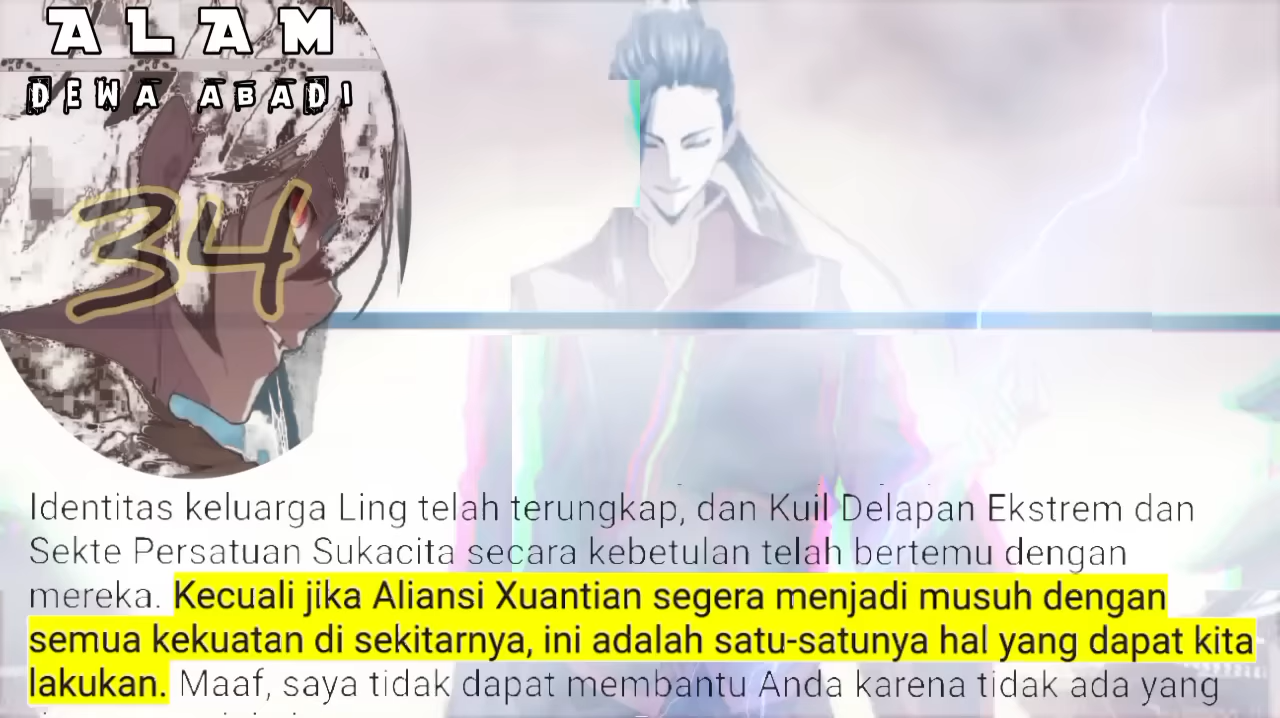 ALAM
DEWA ABADI
34
Identitas keluarga Ling telah terungkap, dan Kuil Delapan Ekstrem dan
Sekte Persatuan Sukacita secara kebetulan telah bertemu dengan
mereka. Kecuali jika Aliansi Xuantian segera menjadi musuh dengan
semua kekuatan di sekitarnya, ini adalah satu-satunya hal yang dapat kita
lakukan. Maaf, saya tidak dapat membantu Anda karena tidak ada yang